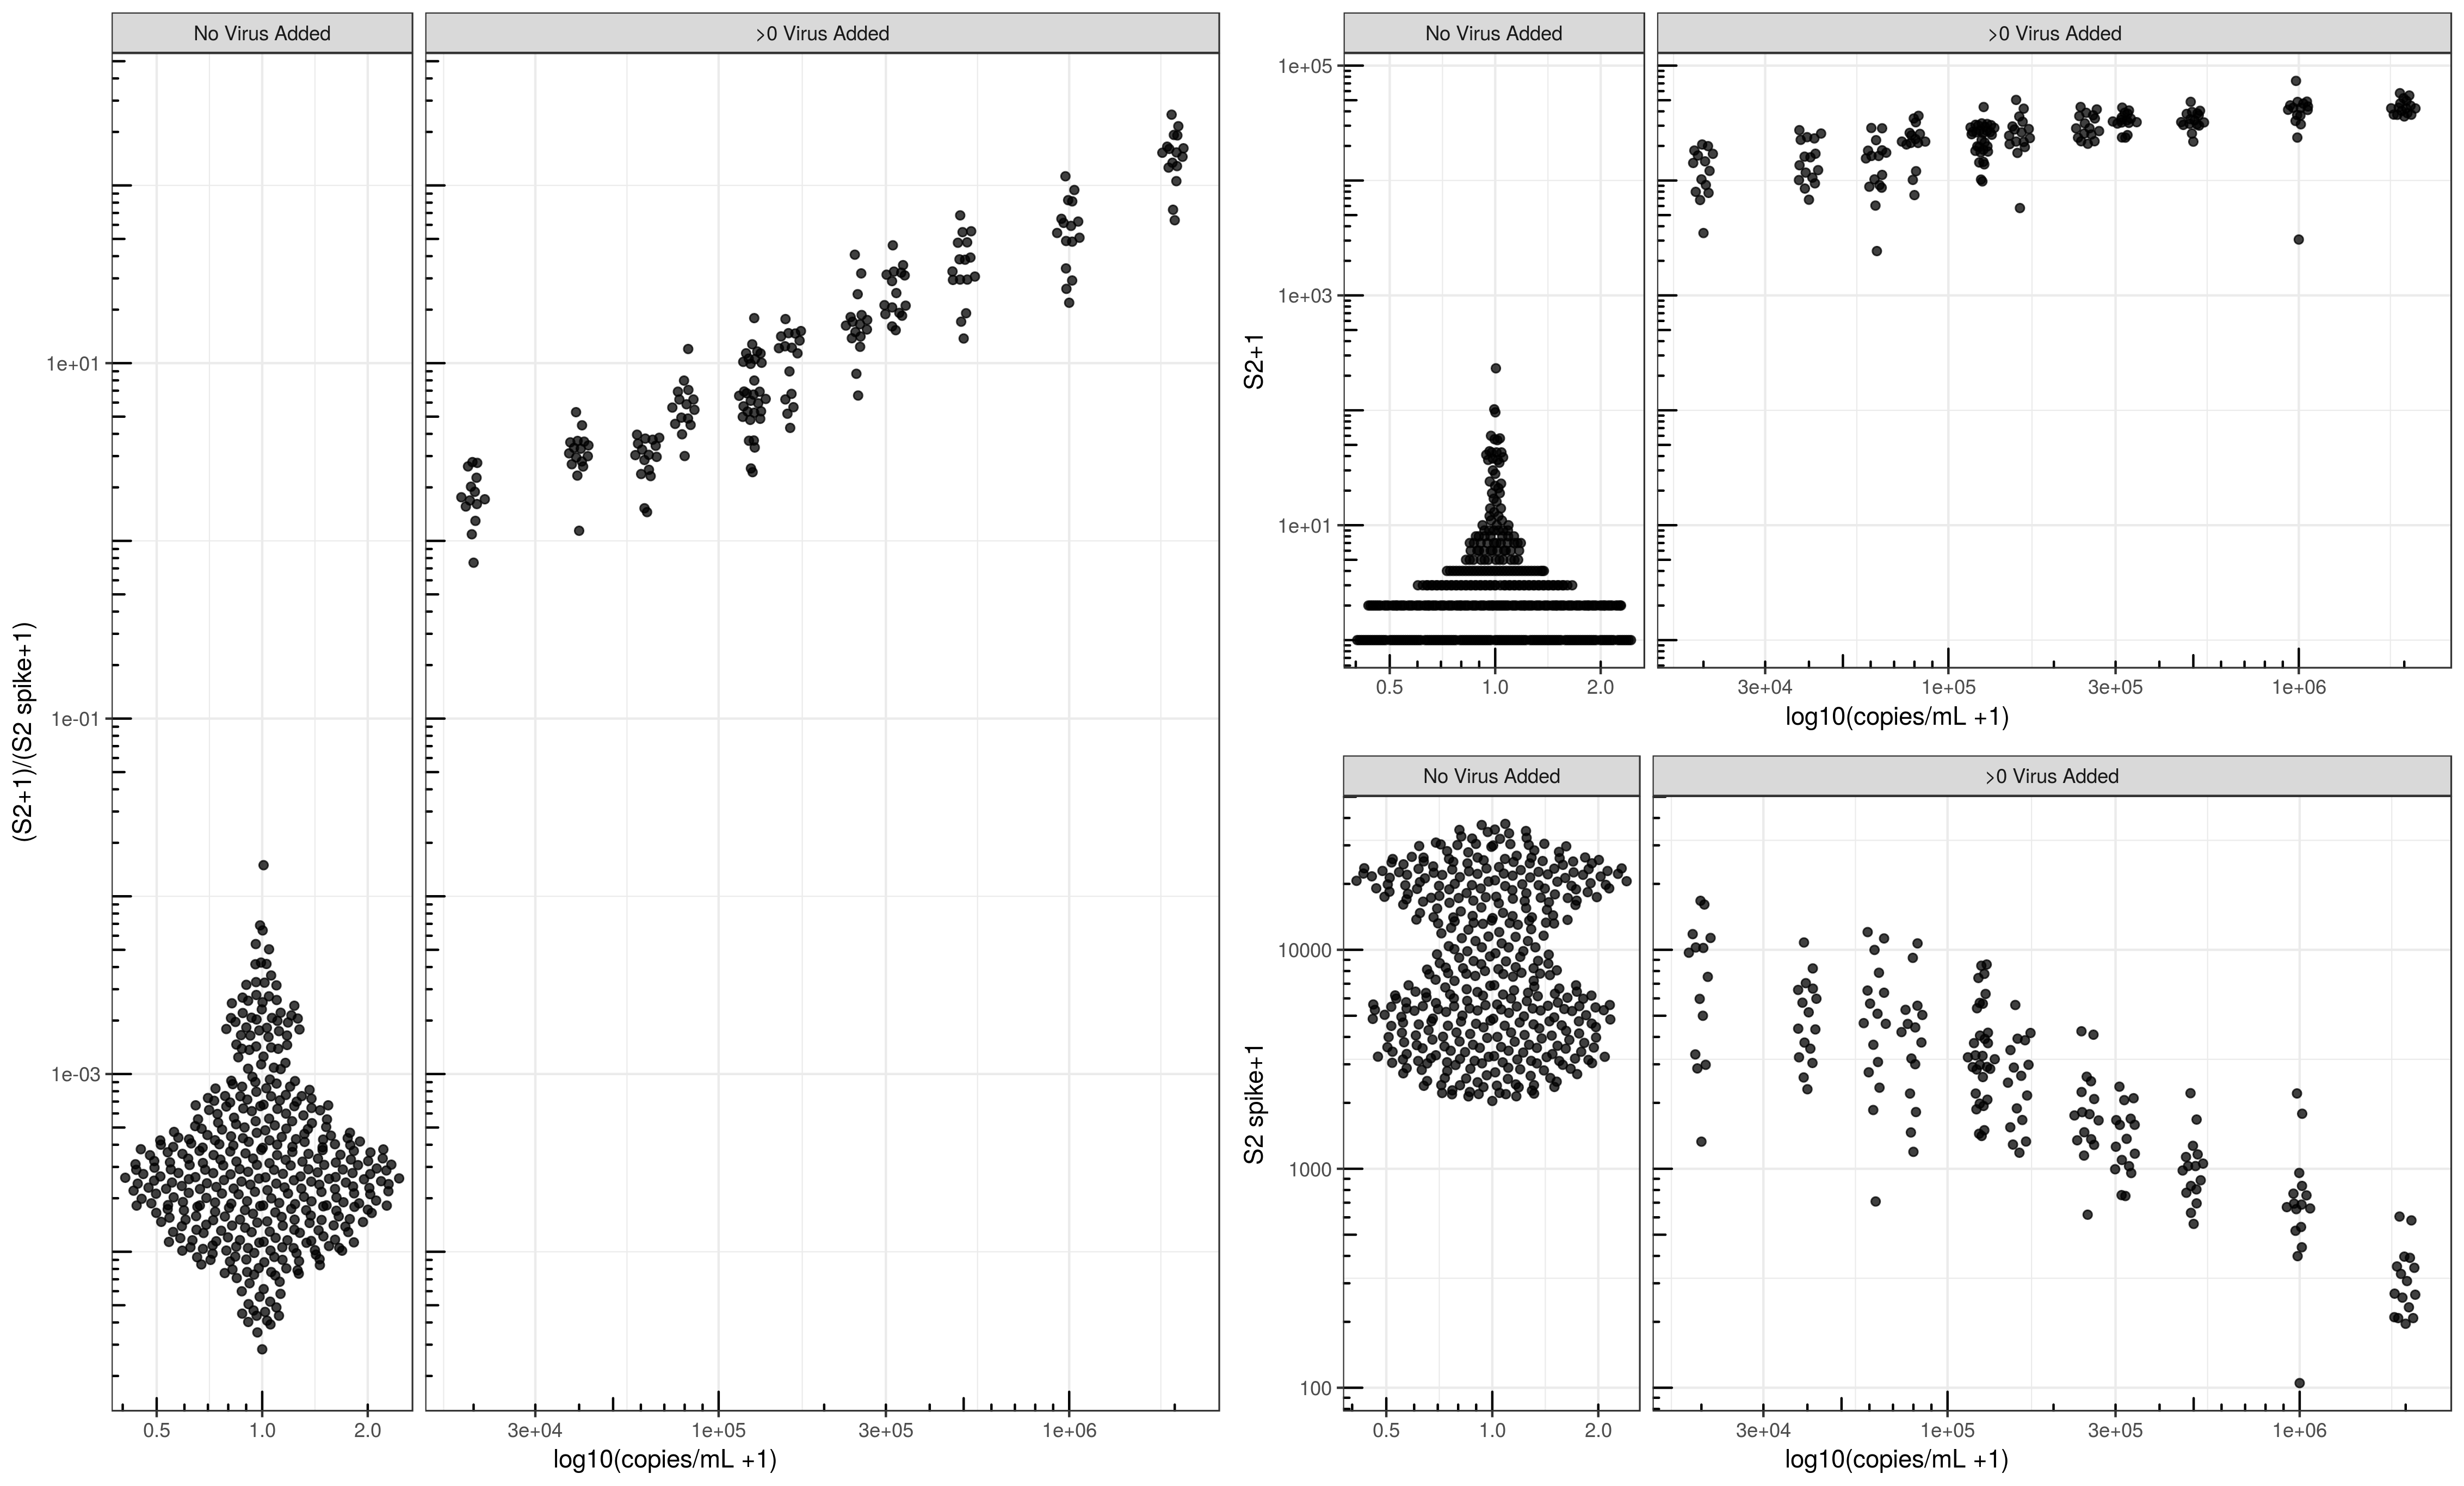 No Virus Added
>0 Virus Added
(S2+1)/(S2 spike+1)
1e+01
1e-01
1e-03
0.5
1.0
2.0
3e+04
1e+05
3e+05
1e+06
log10(copies/mL +1)
No Virus Added
>0 Virus Added
S2+1
1e+05
1e+03
1e+01
0.5
1.0
2.0
3e+04
1e+05
3e+05
1e+06
log10(copies/mL +1)
No Virus Added
>0 Virus Added
S2 spike+1
10000
1000
100
0.5
1.0
2.0
3e+04
1e+05
3e+05
1e+06
log10(copies/mL +1)